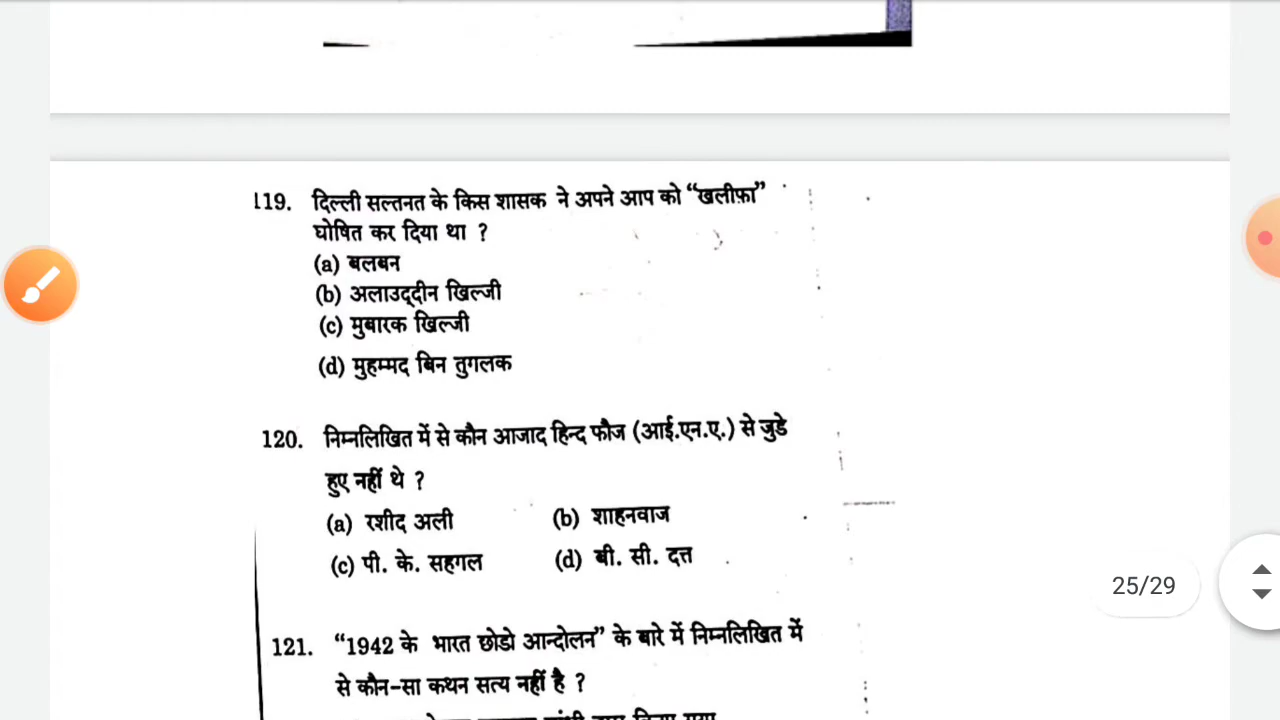 119. दिल्ली सल्तनत के किस शासक ने अपने आप को “खलीफ़ा”
घोषित कर दिया था ?
(a) बलबन
(b) अलाउद्दीन खिल्जी
(c) मुबारक खिल्जी
(d) मुहम्मद बिन तुगलक
120. निम्नलिखित में से कौन आजाद हिन्द फौज (आई.एन.ए.) से जुडे
हुए नहीं थे ?
(a) रशीद अली (b) शाहनवाज
(c) पी. के. सहगल (d) बी. सी. दत्त
25/29
121. “1942 के भारत छोडो आन्दोलन” के बारे में निम्नलिखित में
से कौन-सा कथन सत्य नहीं है ?